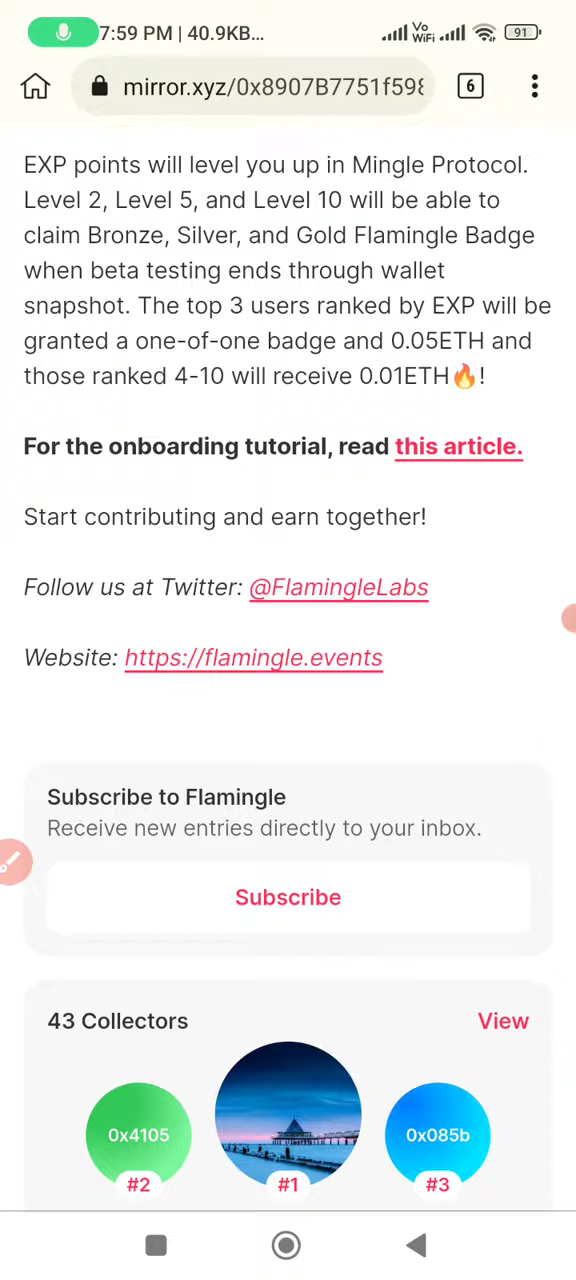 7:59 PM | 40.9KB...
Vo
WiFi
91
mirror.xyz/0x8907B7751f598
6
EXP points will level you up in Mingle Protocol.
Level 2, Level 5, and Level 10 will be able to
claim Bronze, Silver, and Gold Flamingle Badge
when beta testing ends through wallet
snapshot. The top 3 users ranked by EXP will be
granted a one-of-one badge and 0.05ETH and
those ranked 4-10 will receive 0.01ETH🔥!
For the onboarding tutorial, read this article.
Start contributing and earn together!
Follow us at Twitter: @FlamingleLabs
Website: https://flamingle.events
Subscribe to Flamingle
Receive new entries directly to your inbox.
Subscribe
43 Collectors
View
0x4105
0x085b
#2
#1
#3